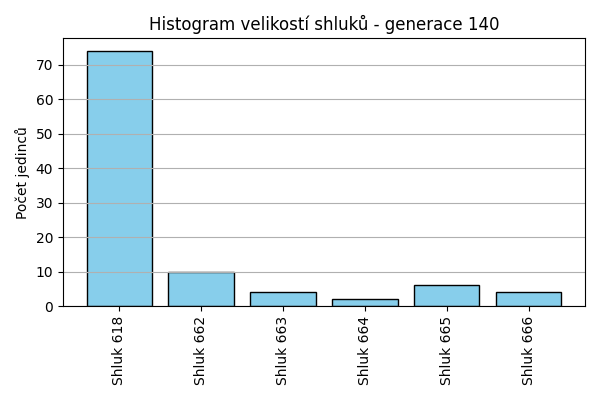 Histogram velikostí shluků - generace 140
Počet jedinců
70
60
50
40
30
20
10
0
Shluk 618
Shluk 662
Shluk 663
Shluk 664
Shluk 665
Shluk 666